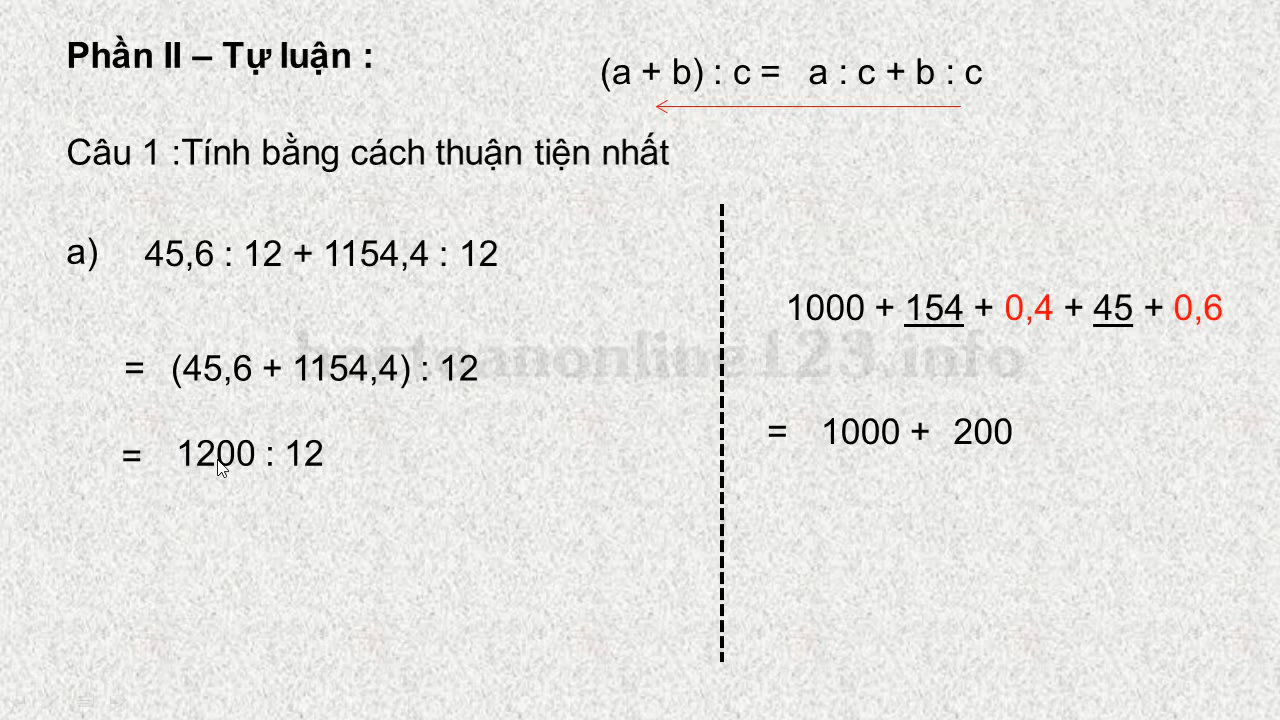 Phần II – Tự luận :
(a + b) : c = a : c + b : c
Câu 1 :Tính bằng cách thuận tiện nhất
a) 45,6 : 12 + 1154,4 : 12
= (45,6 + 1154,4) : 12
= 1200 : 12
1000 + 154 + 0,4 + 45 + 0,6
= 1000 + 200